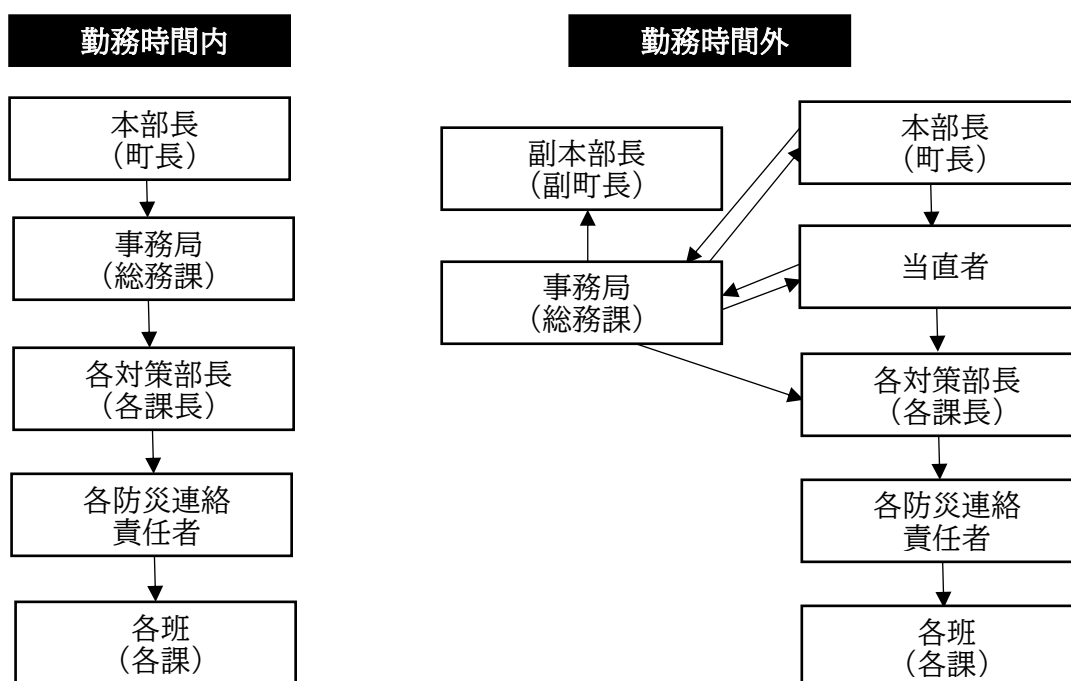 勤務時間内
本部長
（町長）
事務局
（総務課）
各対策部長
（各課長）
各防災連絡
責任者
各班
（各課）
勤務時間外
副本部長
（副町長）
事務局
（総務課）
本部長
（町長）
当直者
各対策部長
（各課長）
各防災連絡
責任者
各班
（各課）